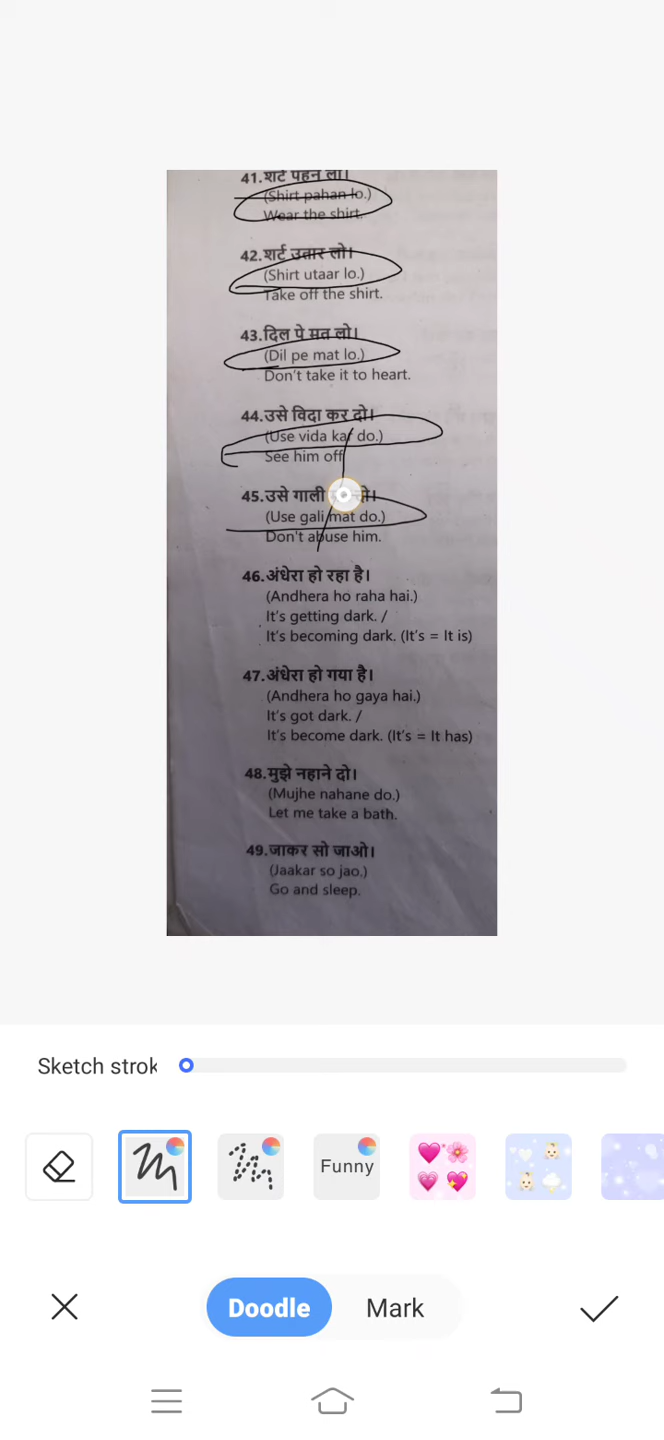 41.शर्ट पहन लो।
(Shirt pahan lo.)
Wear the shirt.
42.शर्ट उतार लो।
(Shirt utaar lo.)
Take off the shirt.
43.दिल पे मत लो।
(Dil pe mat lo.)
Don't take it to heart.
44.उसे विदा कर दो।
(Use vida kar do.)
See him off
45.उसे गाली दो।
(Use gali mat do.)
Don't abuse him.
46.अंधेरा हो रहा है।
(Andhera ho raha hai.)
It's getting dark. /
It's becoming dark. (It's = It is)
47.अंधेरा हो गया है।
(Andhera ho gaya hai.)
It's got dark. /
It's become dark. (It's = It has)
48.मुझे नहाने दो।
(Mujhe nahane do.)
Let me take a bath.
49.जाकर सो जाओ।
(Jaakar so jao.)
Go and sleep.
Sketch strok
Funny
Doodle Mark